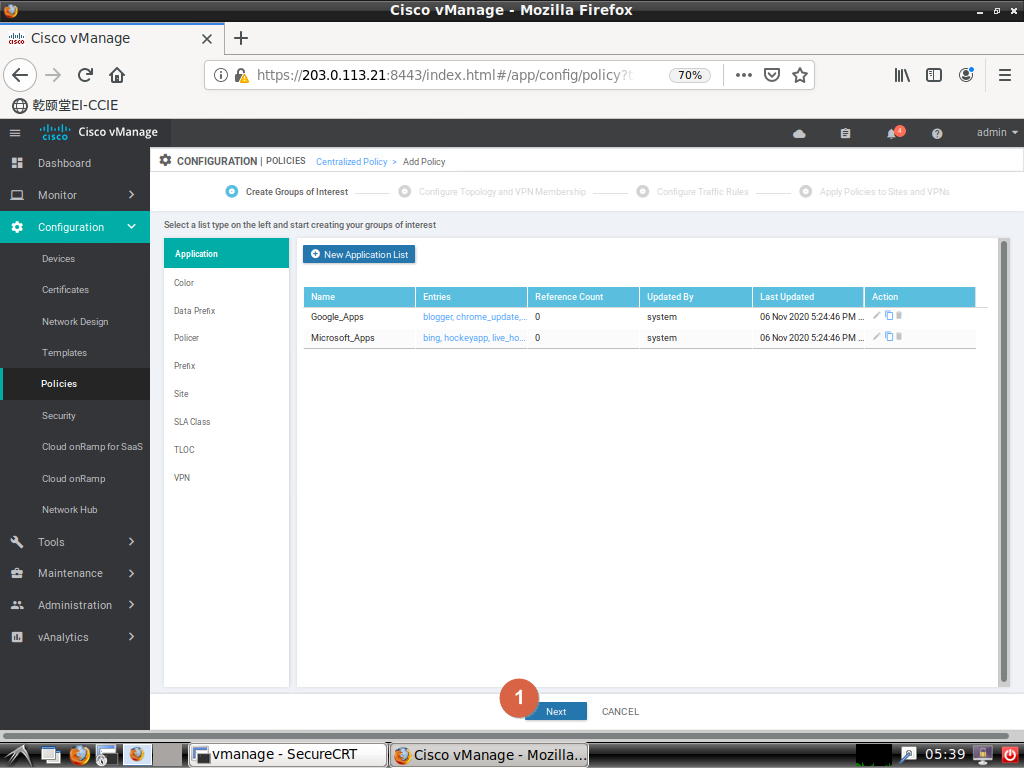 Cisco vManage - Mozilla Firefox
Cisco vManage
https://203.0.113.21:8443/index.html#/app/config/policy?t
70%
乾颐堂EI-CCIE
cisco
Cisco vManage
4
admin
Dashboard
Monitor
Configuration
Devices
Certificates
Network Design
Templates
Policies
Security
Cloud onRamp for SaaS
Cloud onRamp
Network Hub
Tools
Maintenance
Administration
vAnalytics
CONFIGURATION | POLICIES Centralized Policy > Add Policy
Create Groups of Interest Configure Topology and VPN Membership Configure Traffic Rules Apply Policies to Sites and VPNs
Select a list type on the left and start creating your groups of interest
Application
Color
Data Prefix
Policer
Prefix
Site
SLA Class
TLOC
VPN
New Application List
Name Entries Reference Count Updated By Last Updated Action
Google_Apps blogger, chrome_update,... 0 system 06 Nov 2020 5:24:46 PM ...
Microsoft_Apps bing, hockeyapp, live_ho... 0 system 06 Nov 2020 5:24:46 PM ...
1
Next CANCEL
vmanage - SecureCRT
Cisco vManage - Mozilla...
05:39